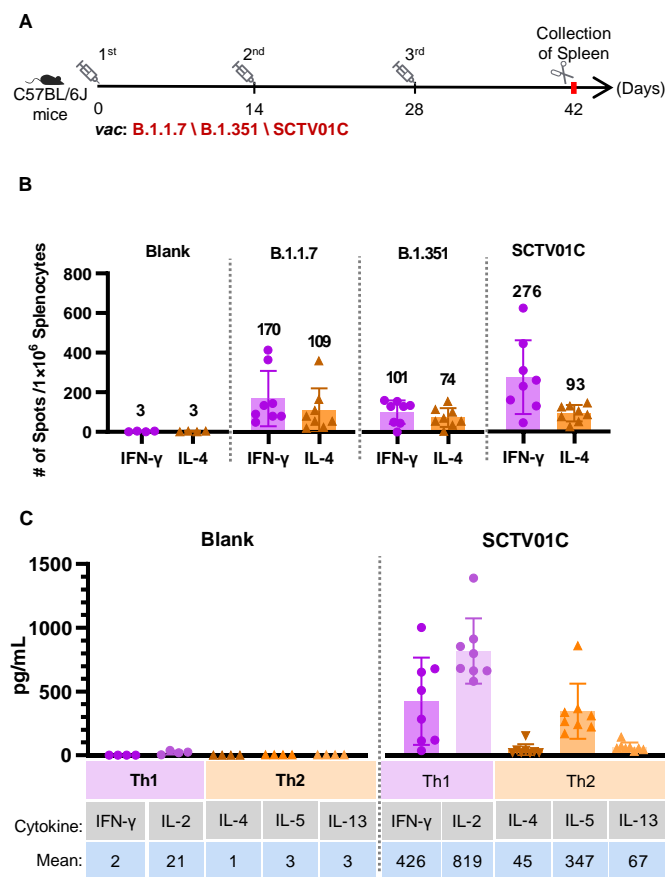 A
1st 2nd 3rd Collection of Spleen
C57BL/6J mice
(Days)
0 14 28 42
vac: B.1.1.7 \ B.1.351 \ SCTV01C
B
Blank B.1.1.7 B.1.351 SCTV01C
# of Spots /1×10⁶ Splenocytes
800
600
400
200
0
3 3 170 109 101 74 276 93
IFN-γ IL-4 IFN-γ IL-4 IFN-γ IL-4 IFN-γ IL-4
C
Blank SCTV01C
pg/mL
1500
1000
500
0
Th1 Th2 Th1 Th2
Cytokine: IFN-γ IL-2 IL-4 IL-5 IL-13 IFN-γ IL-2 IL-4 IL-5 IL-13
Mean: 2 21 1 3 3 426 819 45 347 67